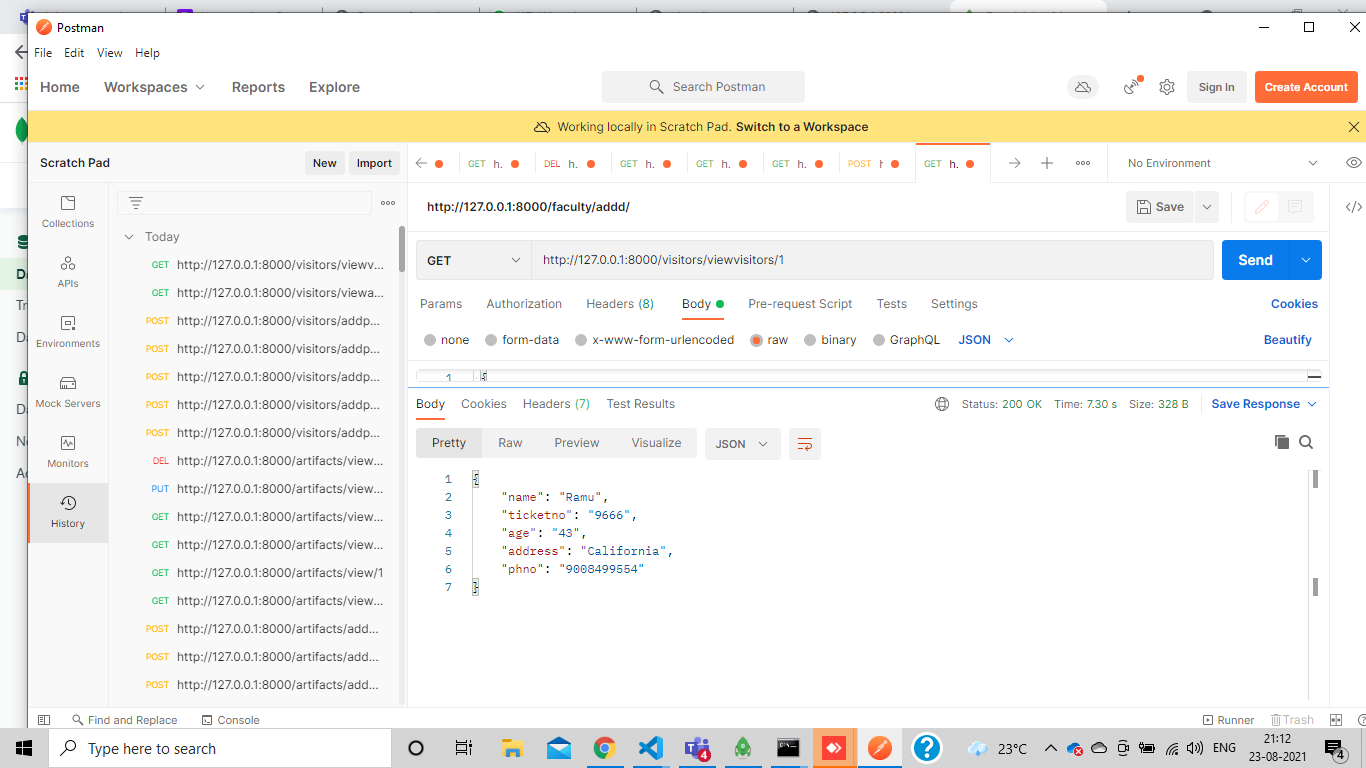 Postman
File Edit View Help
Home Workspaces Reports Explore Search Postman Sign In Create Account
Working locally in Scratch Pad. Switch to a Workspace
Scratch Pad New Import GET h. DEL h. GET h. GET h. GET h. POST GET h. No Environment
Collections
APIs
Environments
Mock Servers
Monitors
History
Today
GET http://127.0.0.1:8000/visitors/viewv...
GET http://127.0.0.1:8000/visitors/viewa...
POST http://127.0.0.1:8000/visitors/addp...
POST http://127.0.0.1:8000/visitors/addp...
POST http://127.0.0.1:8000/visitors/addp...
POST http://127.0.0.1:8000/visitors/addp...
POST http://127.0.0.1:8000/visitors/addp...
DEL http://127.0.0.1:8000/artifacts/view...
PUT http://127.0.0.1:8000/artifacts/view...
GET http://127.0.0.1:8000/artifacts/view...
GET http://127.0.0.1:8000/artifacts/view...
GET http://127.0.0.1:8000/artifacts/view/1
GET http://127.0.0.1:8000/artifacts/view...
POST http://127.0.0.1:8000/artifacts/add...
POST http://127.0.0.1:8000/artifacts/add...
POST http://127.0.0.1:8000/artifacts/add...
http://127.0.0.1:8000/faculty/addd/ Save
GET http://127.0.0.1:8000/visitors/viewvisitors/1 Send
Params Authorization Headers (8) Body Pre-request Script Tests Settings Cookies
none form-data x-www-form-urlencoded raw binary GraphQL JSON Beautify
1 {
Body Cookies Headers (7) Test Results Status: 200 OK Time: 7.30 s Size: 328 B Save Response
Pretty Raw Preview Visualize JSON
1 {
2 "name": "Ramu",
3 "ticketno": "9666",
4 "age": "43",
5 "address": "California",
6 "phno": "9008499554"
7 }
Find and Replace Console Runner Trash
Type here to search 4 23°C ENG 21:12
23-08-2021 4